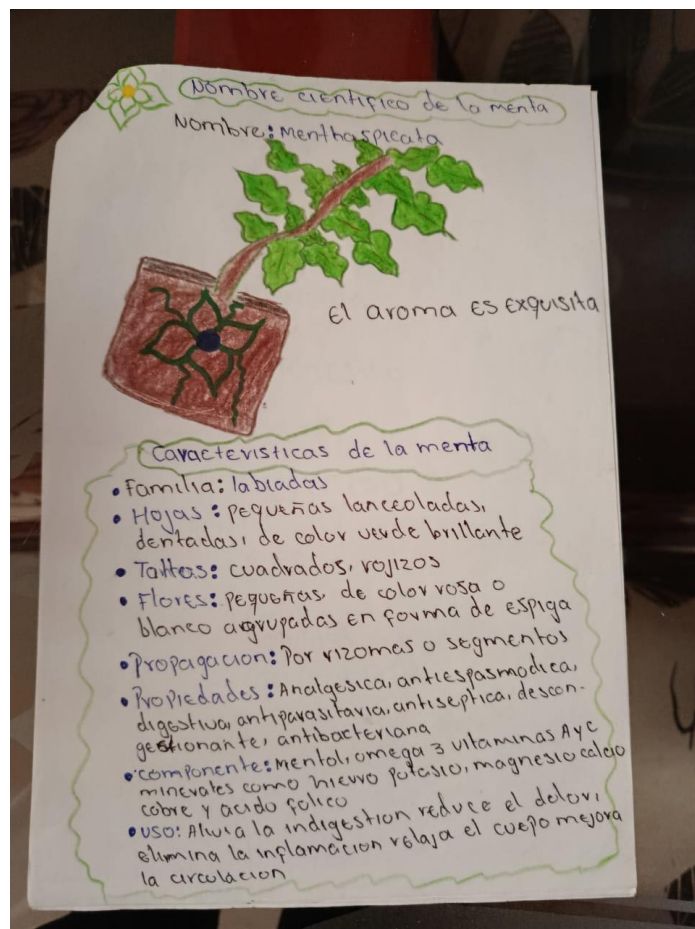 Nombre cientifico de la menta
Nombre: Menthaspicata
El aroma es exquisita
Caracteristicas de la menta
• Familia: labiadas
• Hojas: pequeñas lanceoladas,
dentadas, de color verde brillante
• Tallos: cuadrados, rojizos
• Flores: pequeñas, de color rosa o
blanco agrupadas en forma de espiga
• Propagacion: Por rizomas o segmentos
• Propiedades: Analgesica, antiespasmodica,
digestiva, antiparasitaria, antiseptica, descon-
gestionante, antibacteriana
• componente: Mentol, omega 3 vitaminas A y C
minerales como hierro potasio, magnesio calcio
cobre y acido folico
• uso: Alivia la indigestion reduce el dolor,
elimina la inflamacion relaja el cuepo mejora
la circulacion